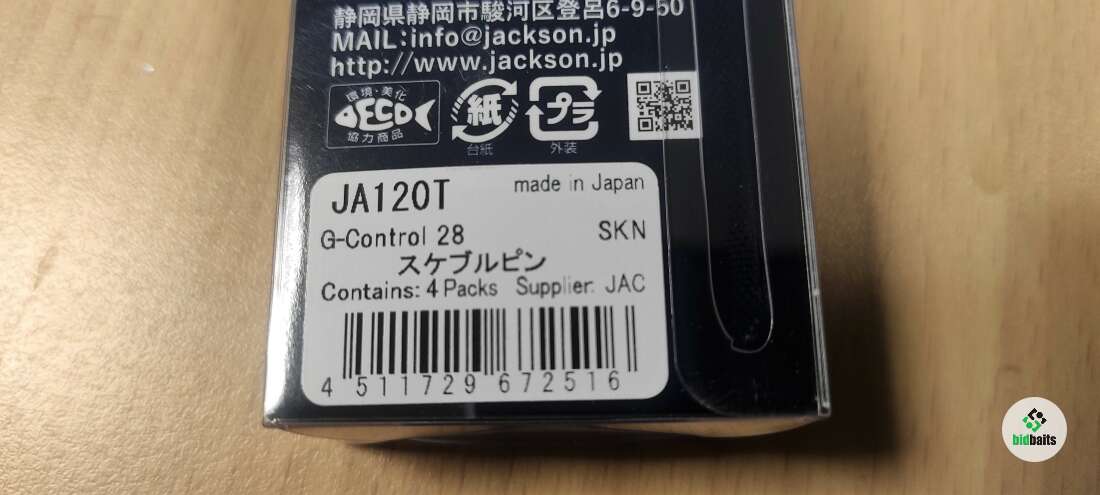 静岡県静岡市駿河区登呂6-9-50
MAIL:info@jackson.jp
http://www.jackson.jp
環境・美化
ECO
協力商品
紙
台紙
プラ
外装
JA120T
made in Japan
G-Control 28
SKN
スケブルピン
Contains: 4 Packs Supplier: JAC
4 511729 672516
bidbaits